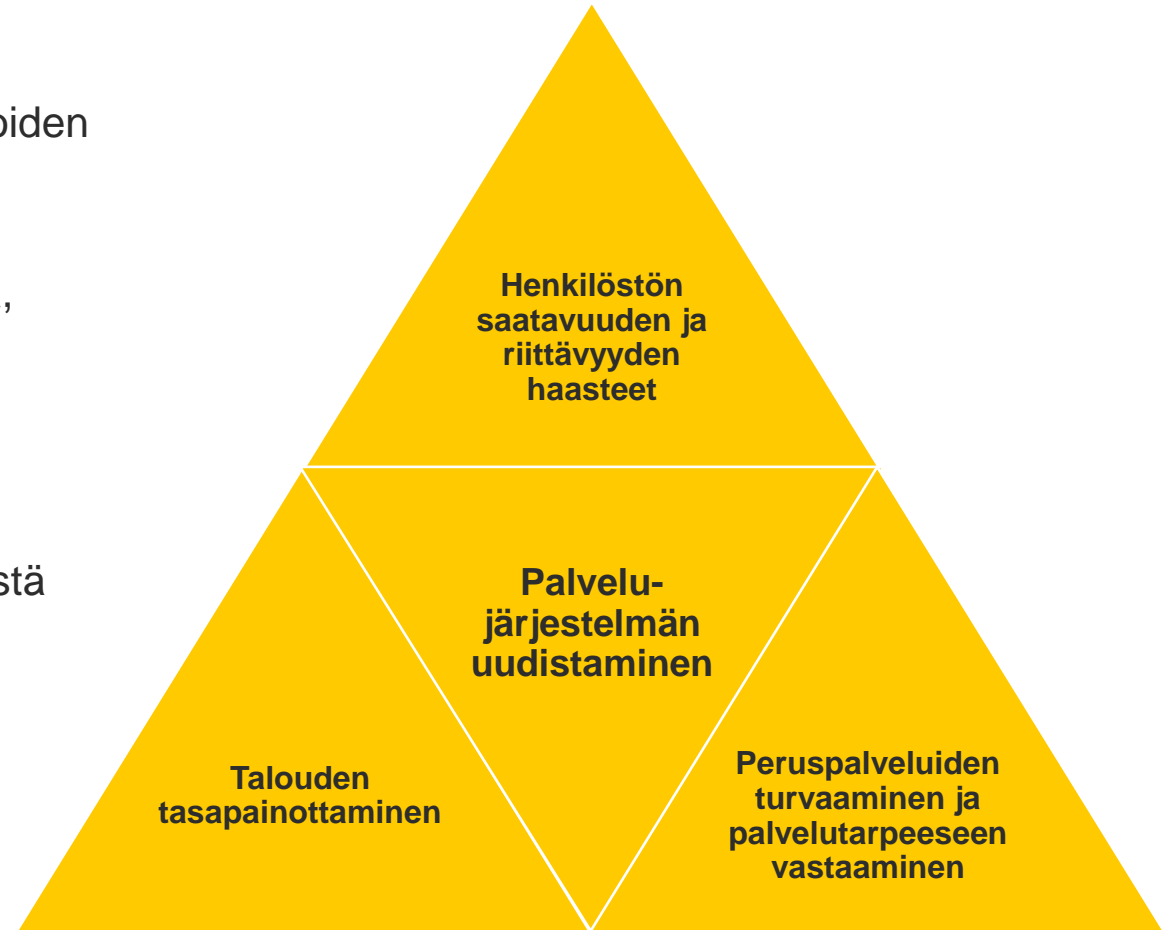 Henkilöstön
saatavuuden ja
riittävyyden
haasteet
Palvelu-
järjestelmän
uudistaminen
Talouden
tasapainottaminen
Peruspalveluiden
turvaaminen ja
palvelutarpeeseen
vastaaminen